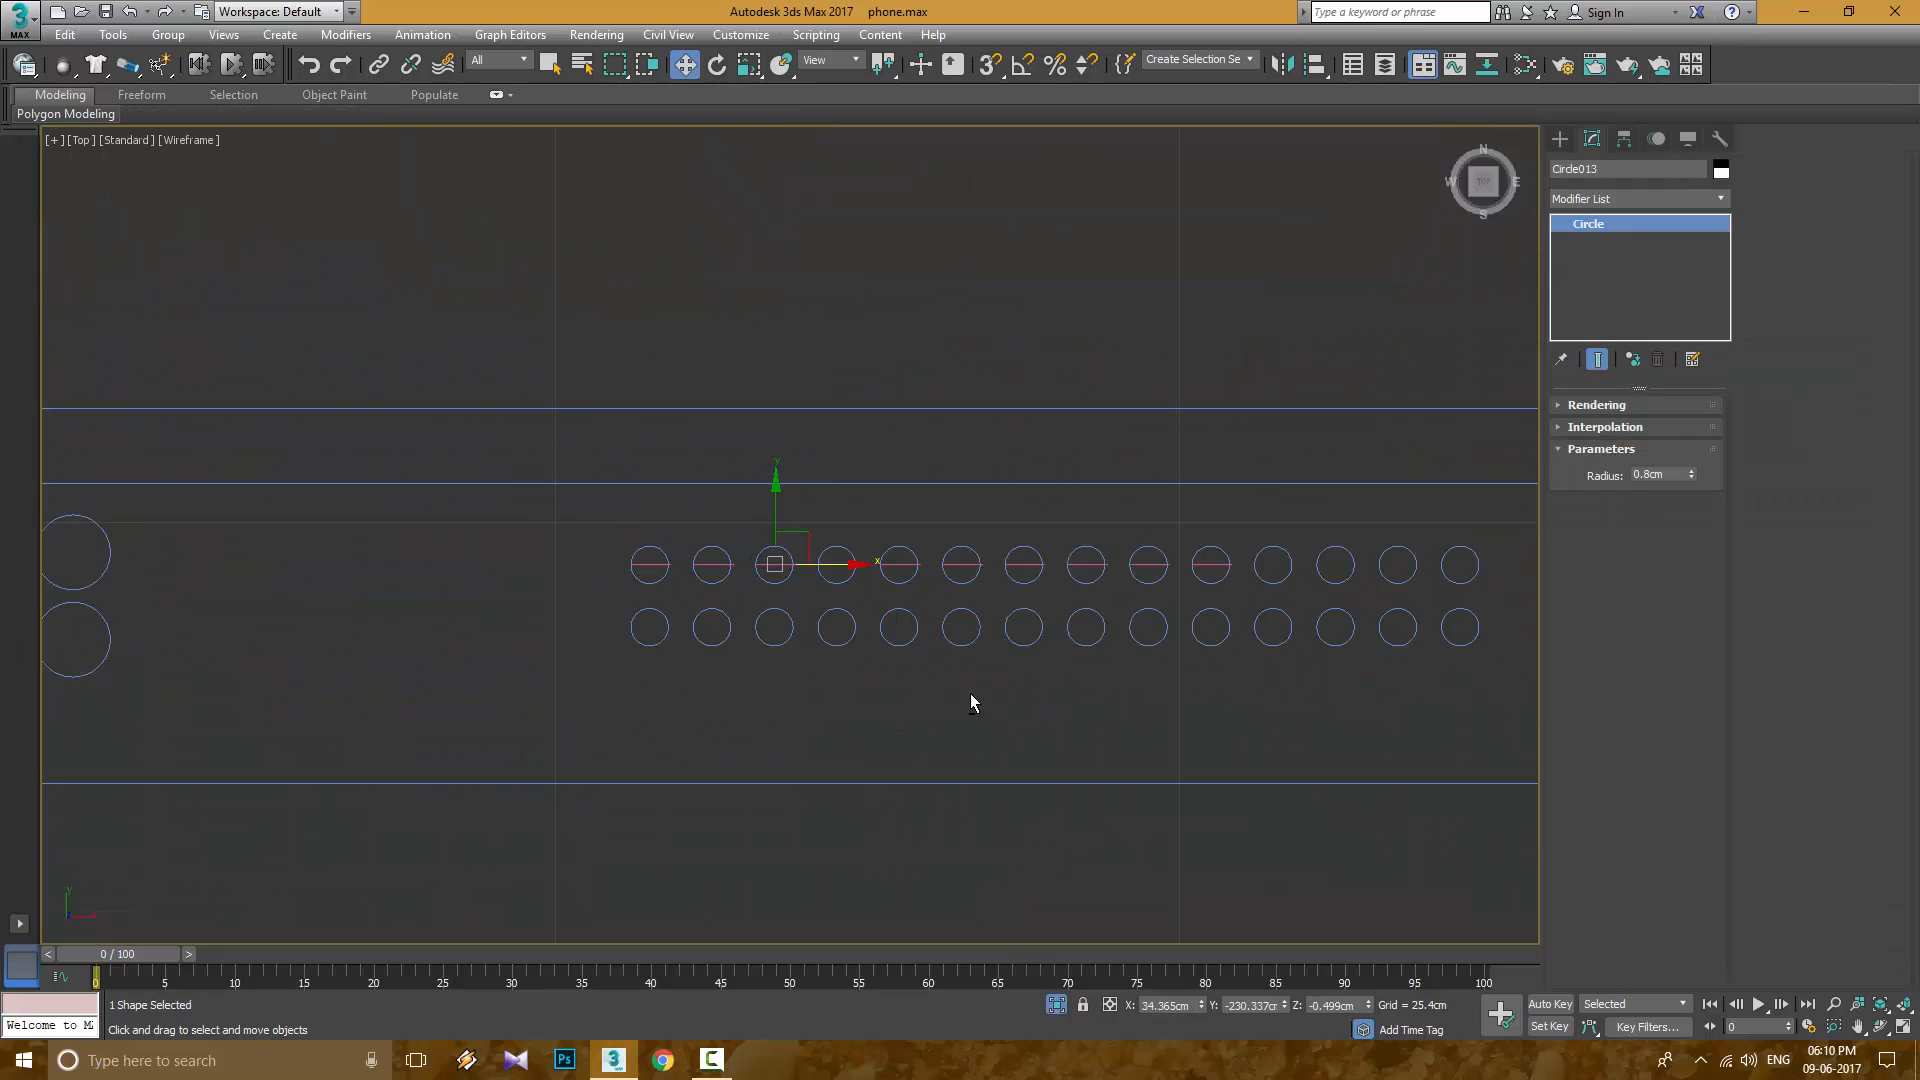 Workspace: Default
Autodesk 3ds Max 2017 phone.max
Type a keyword or phrase
Sign In
MAX
Edit Tools Group Views Create Modifiers Animation Graph Editors Rendering Civil View Customize Scripting Content Help
All
View
Create Selection Se
Modeling Freeform Selection Object Paint Populate
Polygon Modeling
[+] [Top] [Standard] [Wireframe]
N
W TOP E
S
Circle013
Modifier List
Circle
Rendering
Interpolation
Parameters
Radius: 0.8cm
y
x
y
< 0 / 100 >
0 5 10 15 20 25 30 35 40 45 50 55 60 65 70 75 80 85 90 95 100
1 Shape Selected
X: 34.365cm Y: -230.337cr Z: -0.499cm Grid = 25.4cm
Auto Key Selected
Welcome to M
Click and drag to select and move objects
Add Time Tag
Set Key Key Filters... 0
Type here to search
Ps
3
C
ENG
06:10 PM
09-06-2017